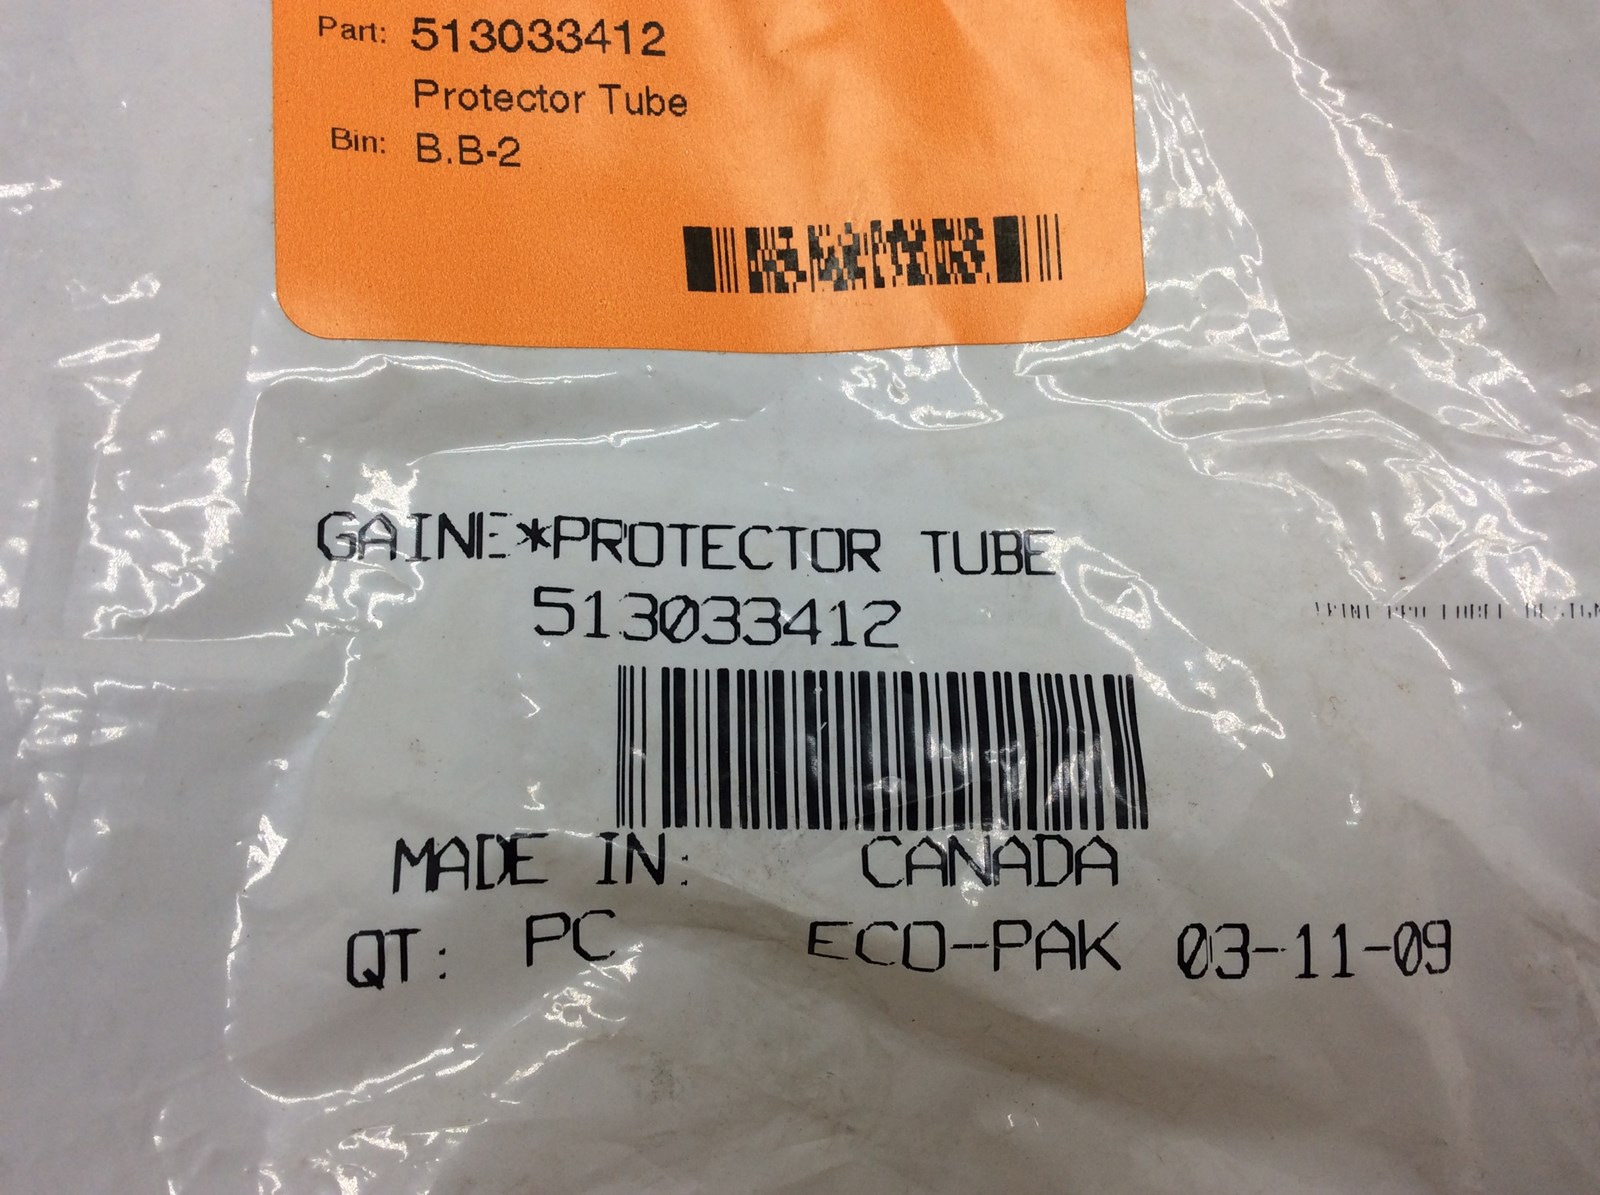 Part: 513033412
Protector Tube
Bin: B.B-2
GAINE*PROTECTOR TUBE
513033412
MADE IN: CANADA
QT: PC ECO-PAK 03-11-09